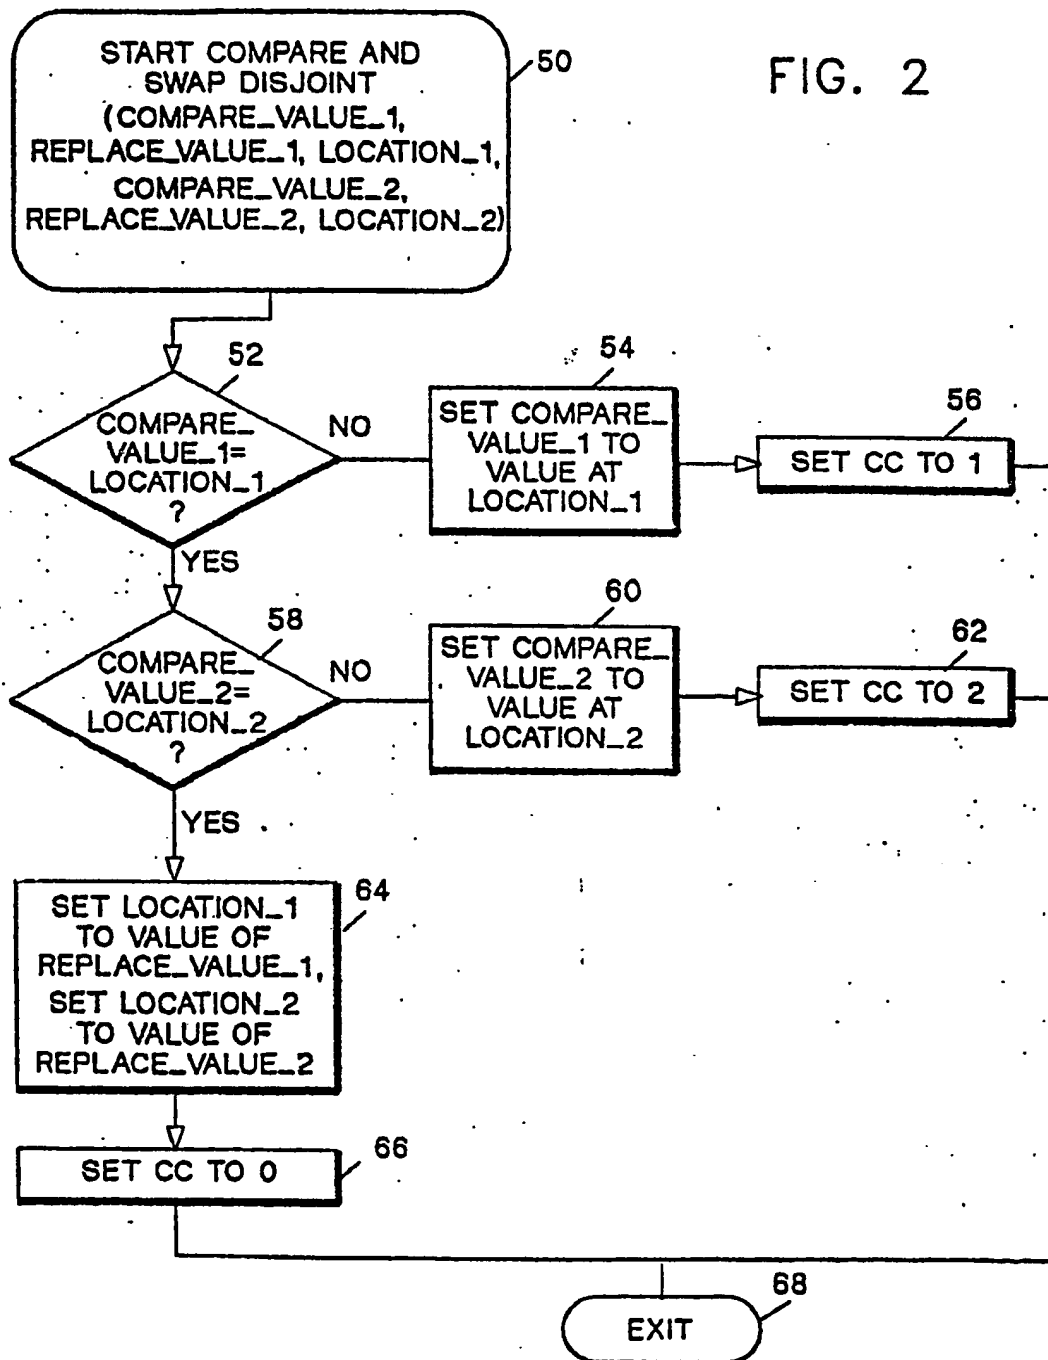 FIG. 2
START COMPARE AND
SWAP DISJOINT
(COMPARE_VALUE_1,
REPLACE_VALUE_1, LOCATION_1,
COMPARE_VALUE_2,
REPLACE_VALUE_2, LOCATION_2)
50
52
COMPARE_
VALUE_1=
LOCATION_1
?
NO
YES
54
SET COMPARE_
VALUE_1 TO
VALUE AT
LOCATION_1
56
SET CC TO 1
58
COMPARE_
VALUE_2=
LOCATION_2
?
NO
YES
60
SET COMPARE_
VALUE_2 TO
VALUE AT
LOCATION_2
62
SET CC TO 2
64
SET LOCATION_1
TO VALUE OF
REPLACE_VALUE_1,
SET LOCATION_2
TO VALUE OF
REPLACE_VALUE_2
66
SET CC TO 0
68
EXIT